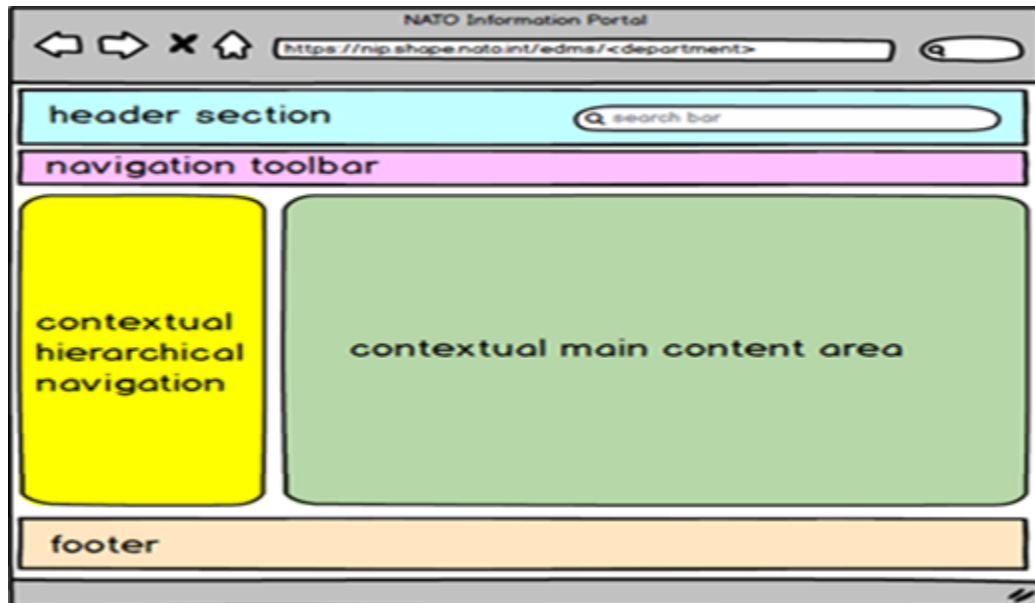 NATO Information Portal
https://nip.shape.nato.int/edms/<department>
header section
search bar
navigation toolbar
contextual
hierarchical
navigation
contextual main content area
footer